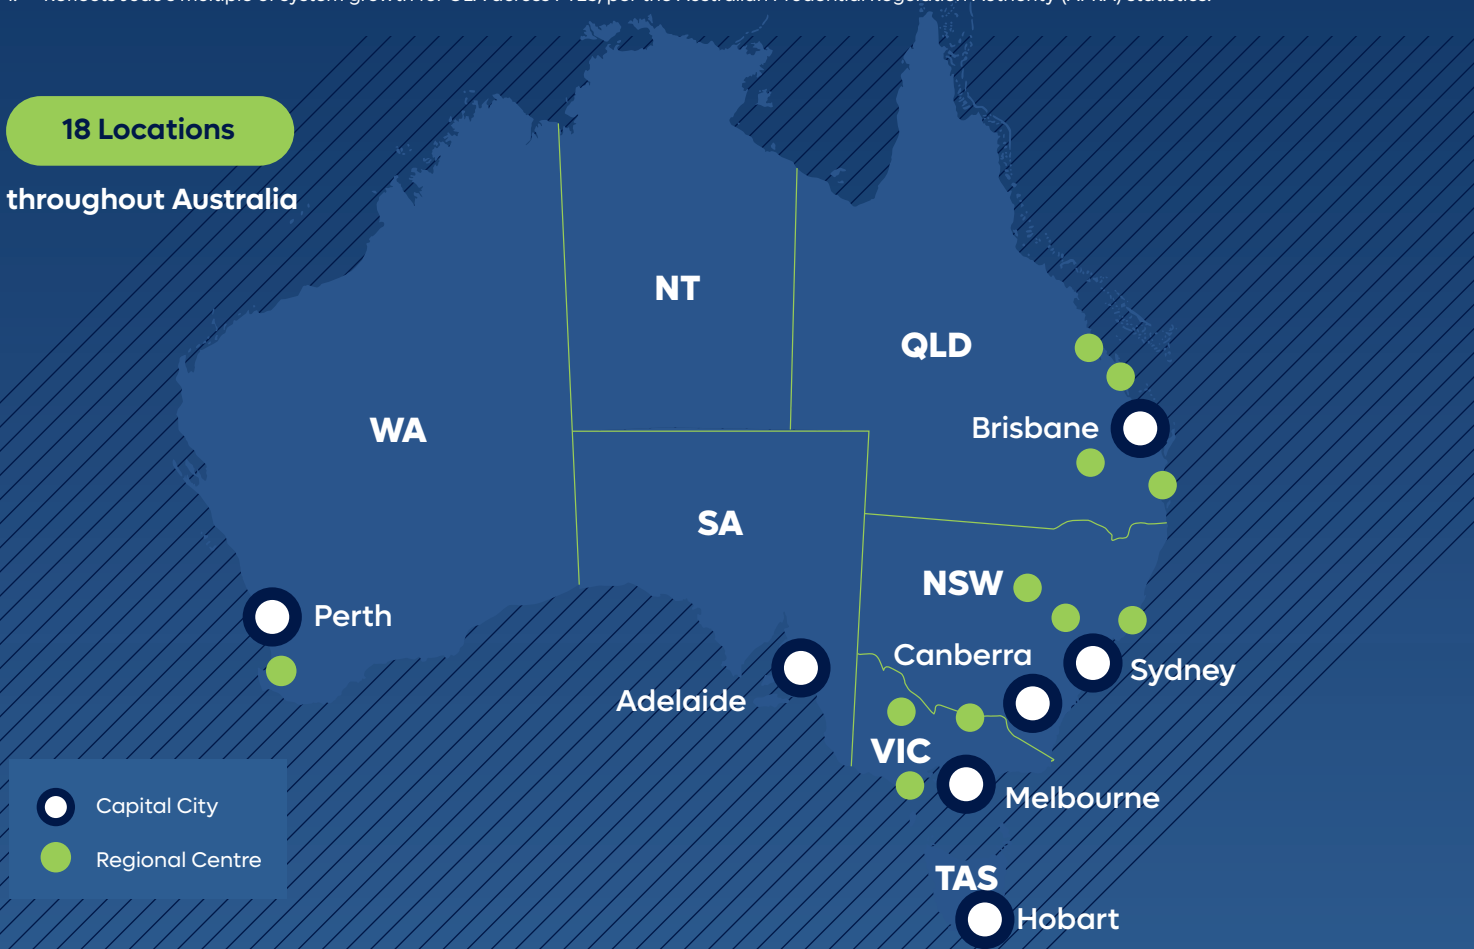 18 Locations
throughout Australia
NT
QLD
WA
Brisbane
SA
NSW
Perth
Canberra
Sydney
Adelaide
VIC
Melbourne
Capital City
Regional Centre
TAS
Hobart